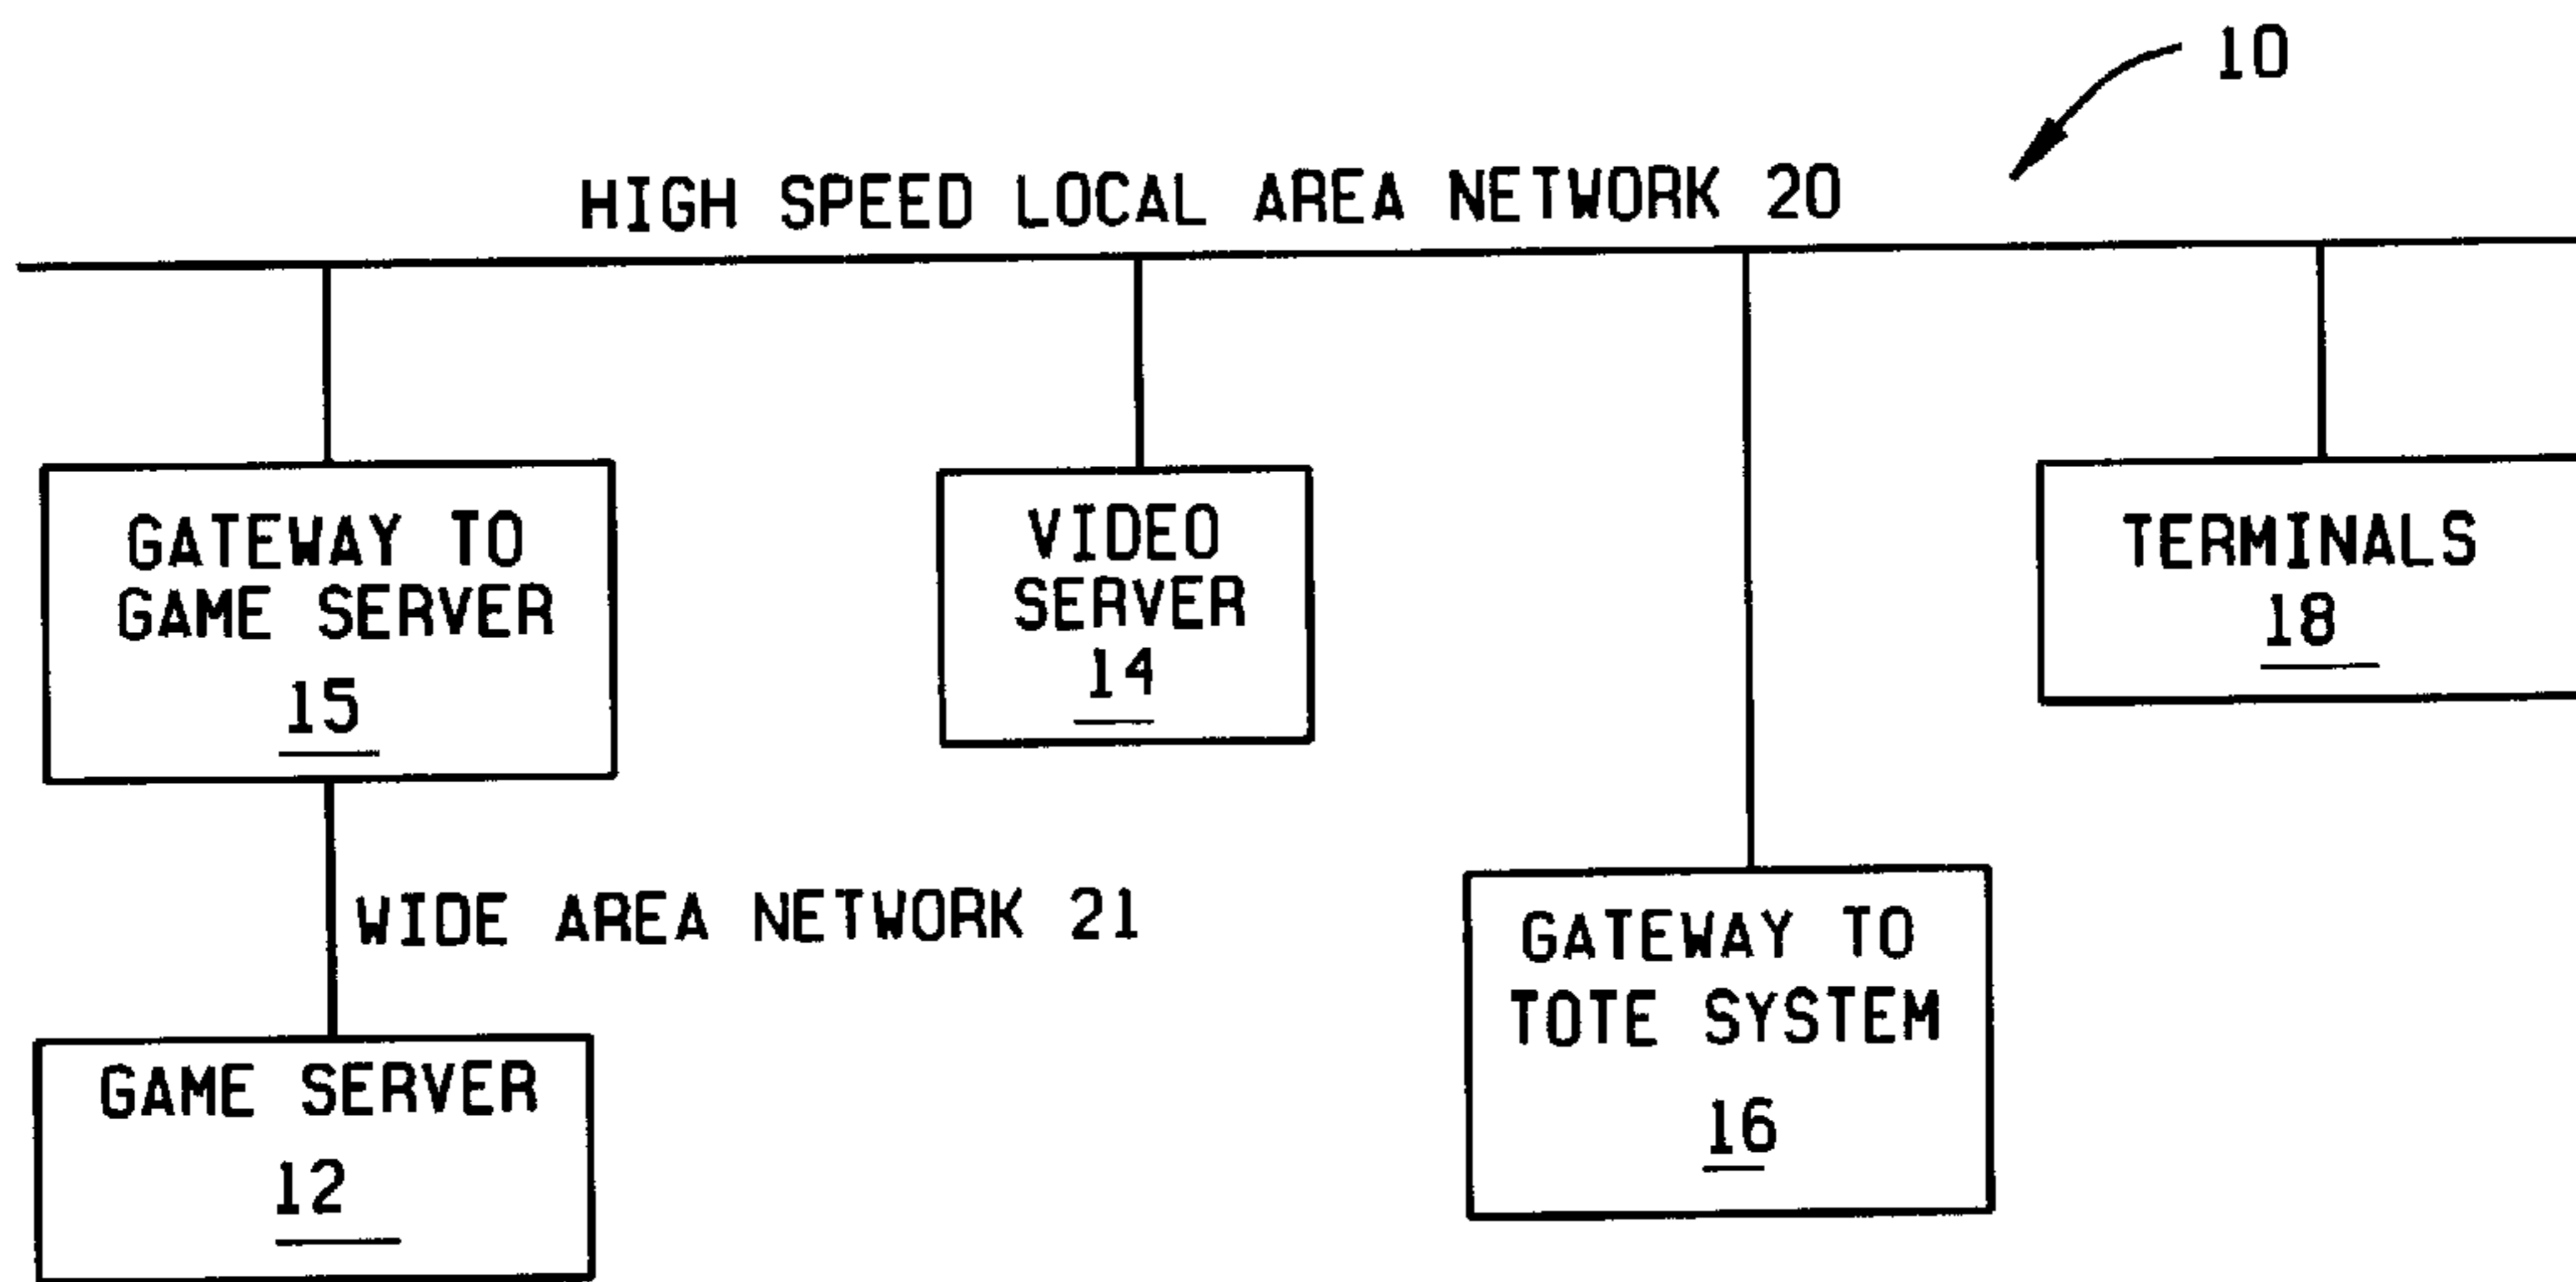 10
HIGH SPEED LOCAL AREA NETWORK 20
GATEWAY TO
GAME SERVER
15
VIDEO
SERVER
14
TERMINALS
18
WIDE AREA NETWORK 21
GATEWAY TO
TOTE SYSTEM
16
GAME SERVER
12